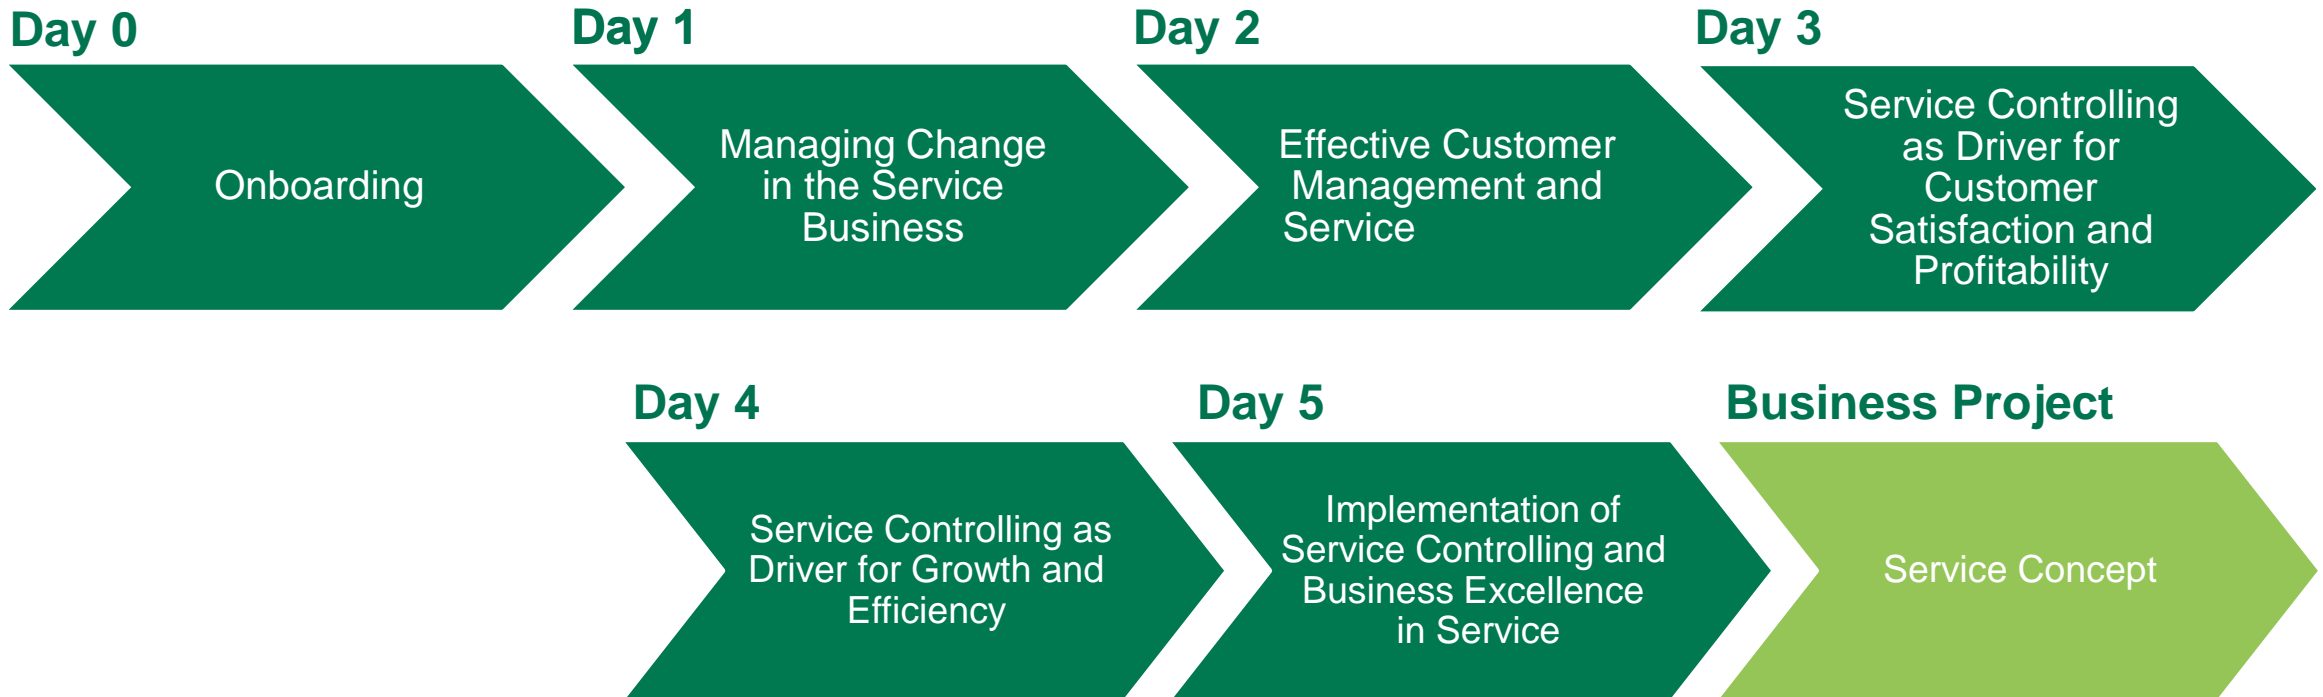 Day 0
Onboarding
Day 1
Managing Change
in the Service
Business
Day 2
Effective Customer
Management and
Service
Day 3
Service Controlling
as Driver for
Customer
Satisfaction and
Profitability
Day 4
Service Controlling as
Driver for Growth and
Efficiency
Day 5
Implementation of
Service Controlling and
Business Excellence
in Service
Business Project
Service Concept